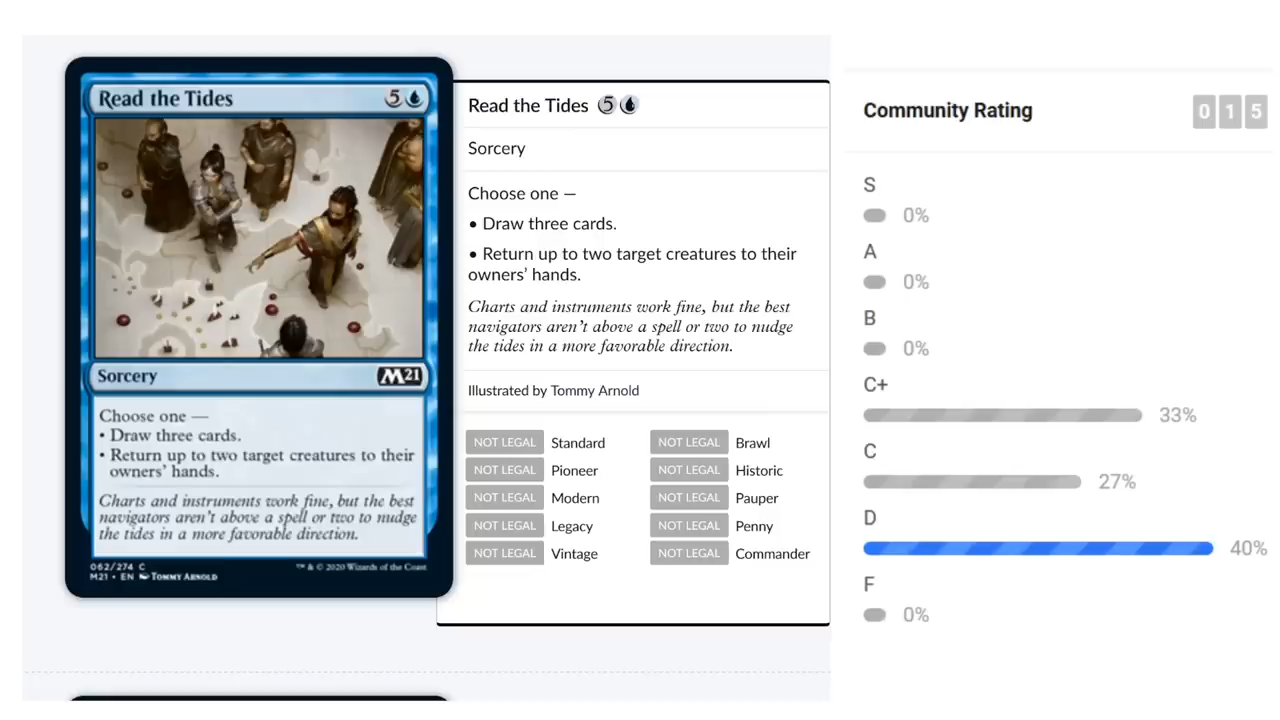 Read the Tides 5
Sorcery M21
Choose one —
• Draw three cards.
• Return up to two target creatures to their
owners' hands.
Charts and instruments work fine, but the best
navigators aren't above a spell or two to nudge
the tides in a more favorable direction.
062/274 C
M21 • EN Tommy Arnold
™ & © 2020 Wizards of the Coast
Read the Tides 5
Sorcery
Choose one —
• Draw three cards.
• Return up to two target creatures to their
owners' hands.
Charts and instruments work fine, but the best
navigators aren't above a spell or two to nudge
the tides in a more favorable direction.
Illustrated by Tommy Arnold
NOT LEGAL Standard NOT LEGAL Brawl
NOT LEGAL Pioneer NOT LEGAL Historic
NOT LEGAL Modern NOT LEGAL Pauper
NOT LEGAL Legacy NOT LEGAL Penny
NOT LEGAL Vintage NOT LEGAL Commander
Community Rating 0 1 5
S
0%
A
0%
B
0%
C+
33%
C
27%
D
40%
F
0%